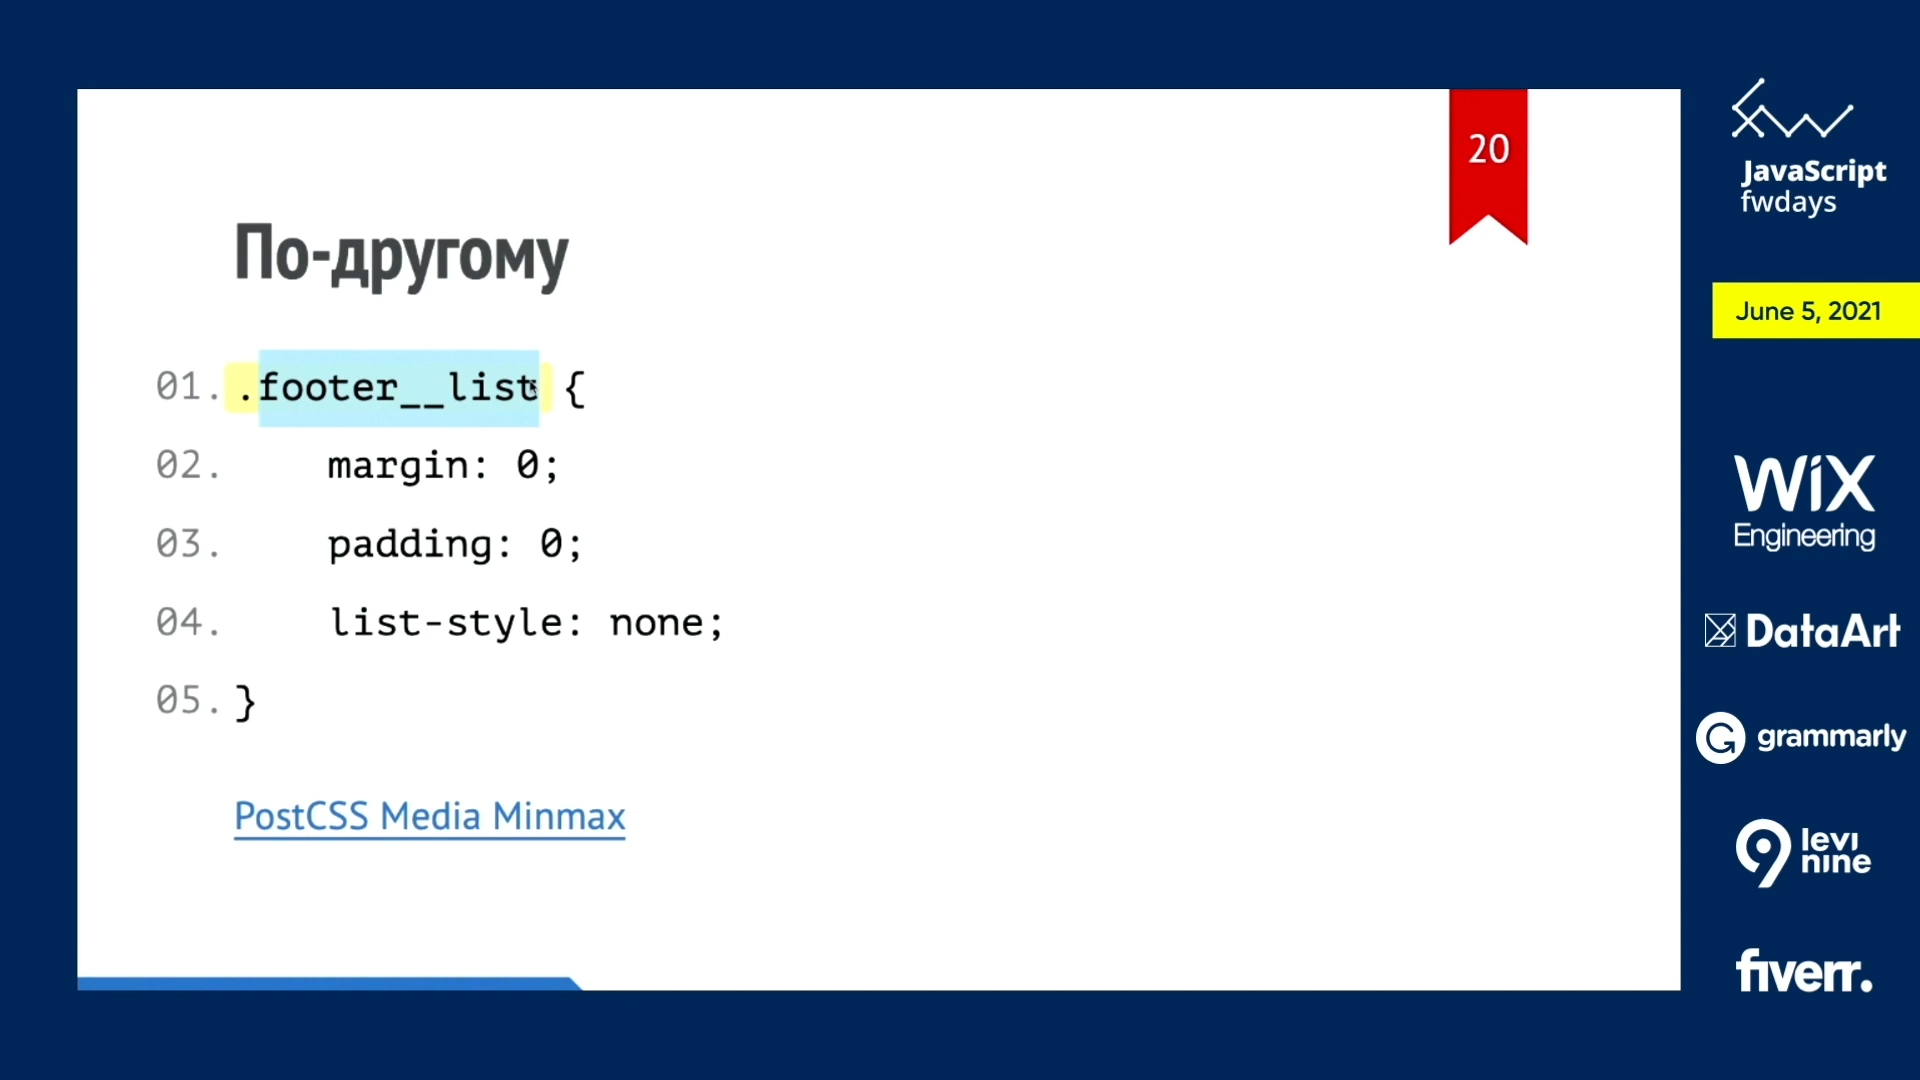 20
По-другому
01. .footer__list {
02. margin: 0;
03. padding: 0;
04. list-style: none;
05. }
PostCSS Media Minmax
JavaScript
fwdays
June 5, 2021
WiX
Engineering
DataArt
grammarly
levi
nine
fiverr.